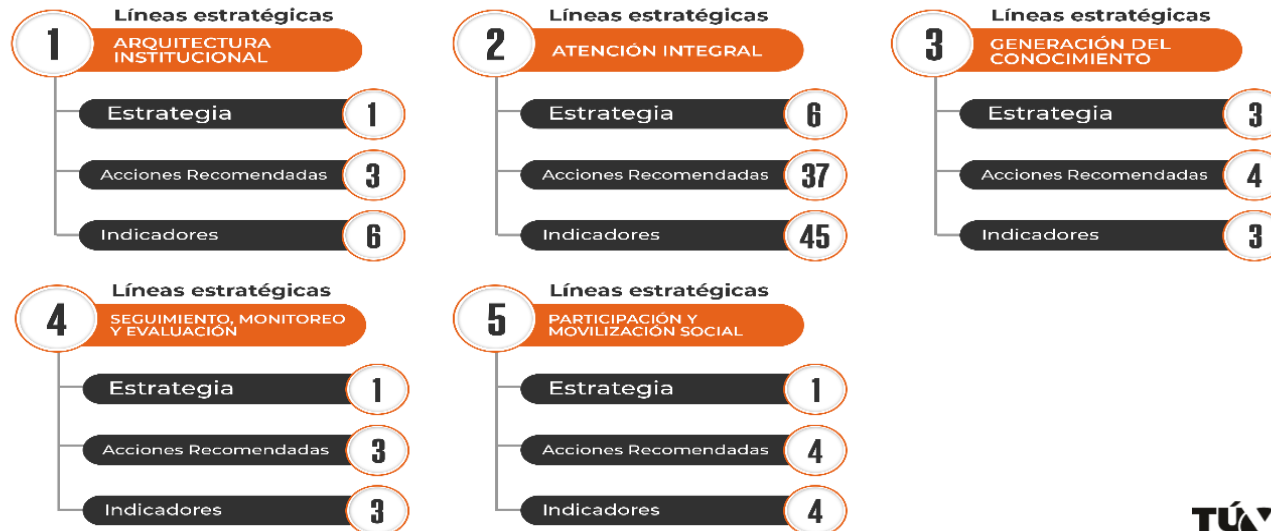 Líneas estratégicas
1
ARQUITECTURA
INSTITUCIONAL
Estrategia 1
Acciones Recomendadas 3
Indicadores 6
Líneas estratégicas
2
ATENCIÓN INTEGRAL
Estrategia 6
Acciones Recomendadas 37
Indicadores 45
Líneas estratégicas
3
GENERACIÓN DEL
CONOCIMIENTO
Estrategia 3
Acciones Recomendadas 4
Indicadores 3
Líneas estratégicas
4
SEGUIMIENTO, MONITOREO
Y EVALUACIÓN
Estrategia 1
Acciones Recomendadas 3
Indicadores 3
Líneas estratégicas
5
PARTICIPACIÓN Y
MOVILIZACIÓN SOCIAL
Estrategia 1
Acciones Recomendadas 4
Indicadores 4